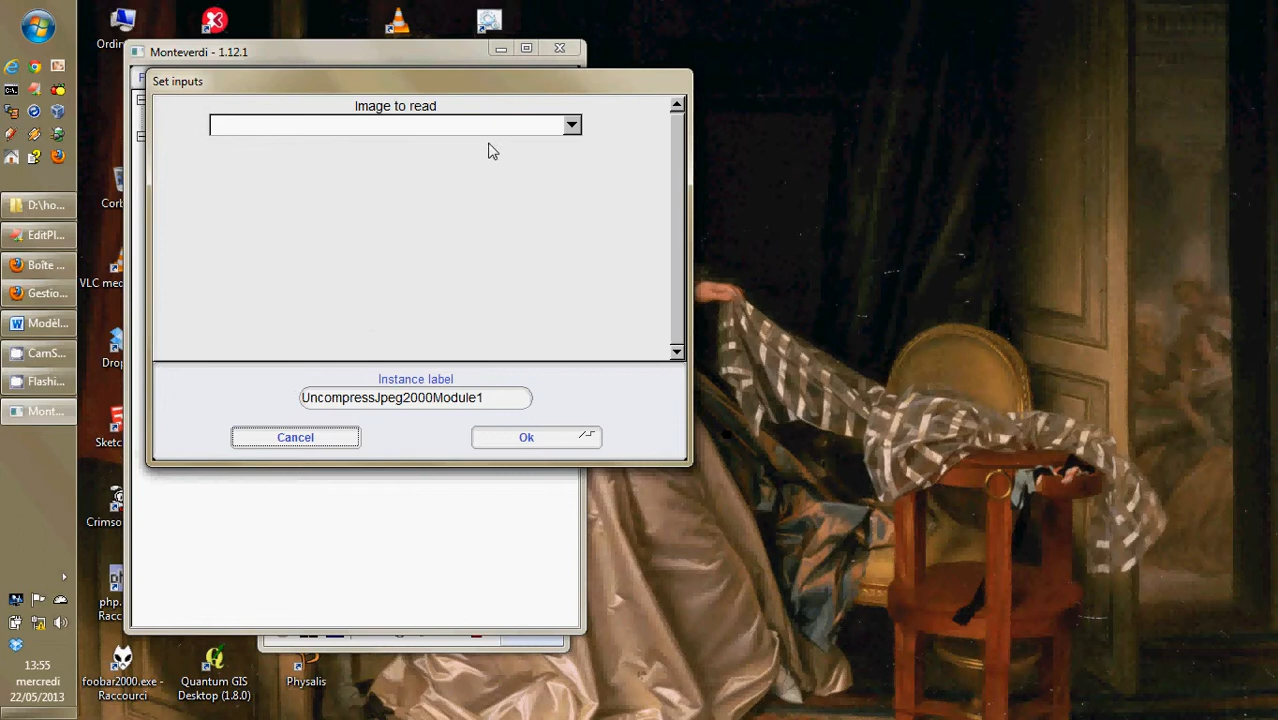 Ordin
Monteverdi - 1.12.1
F
Set inputs
Image to read
Instance label
UncompressJpeg2000Module1
Cancel
Ok
Corb
VLC mec
Drop
Sketc
Crimso
php.
Racc
D:\ho...
EditPl...
Boîte ...
Gestio...
Modèl...
CamS...
Flashi...
Mont...
13:55
mercredi
22/05/2013
foobar2000.exe -
Raccourci
Quantum GIS
Desktop (1.8.0)
Physalis